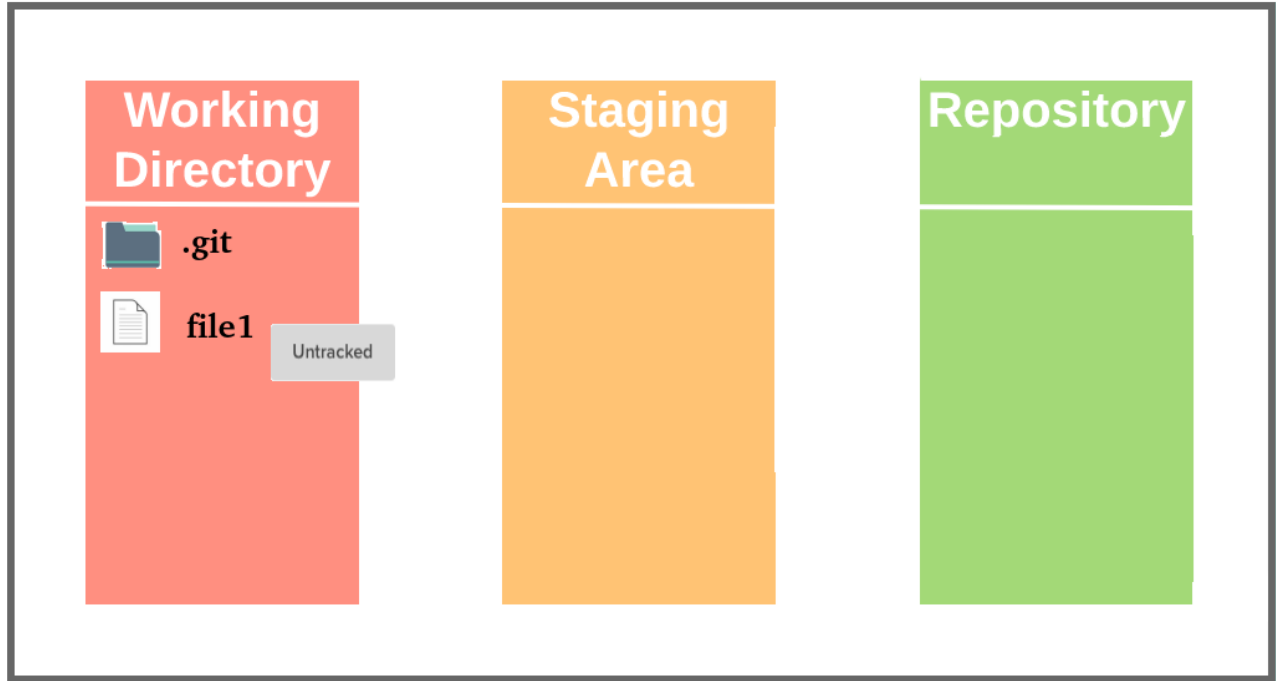 Working
Directory
Staging
Area
Repository
.git
file1
Untracked